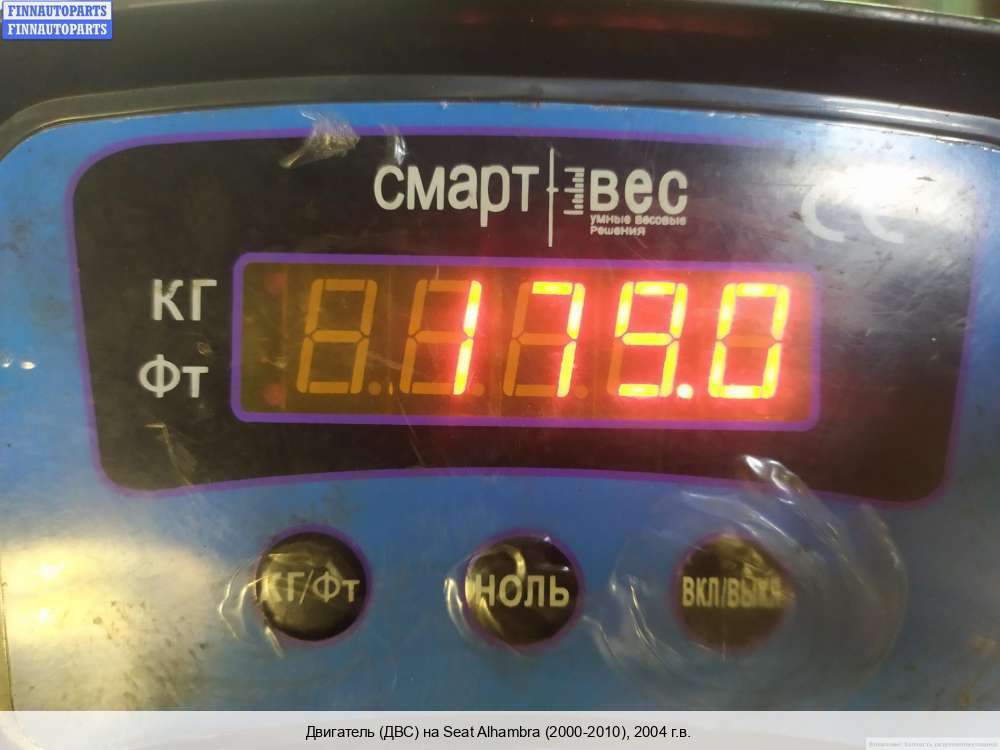 FINNAUTOPARTS
FINNAUTOPARTS
смарт вес
умные весовые
решения
CE
КГ
179.0
Фт
КГ/Фт
НОЛЬ
ВКЛ/ВЫКЛ
Двигатель (ДВС) на Seat Alhambra (2000-2010), 2004 г.в.